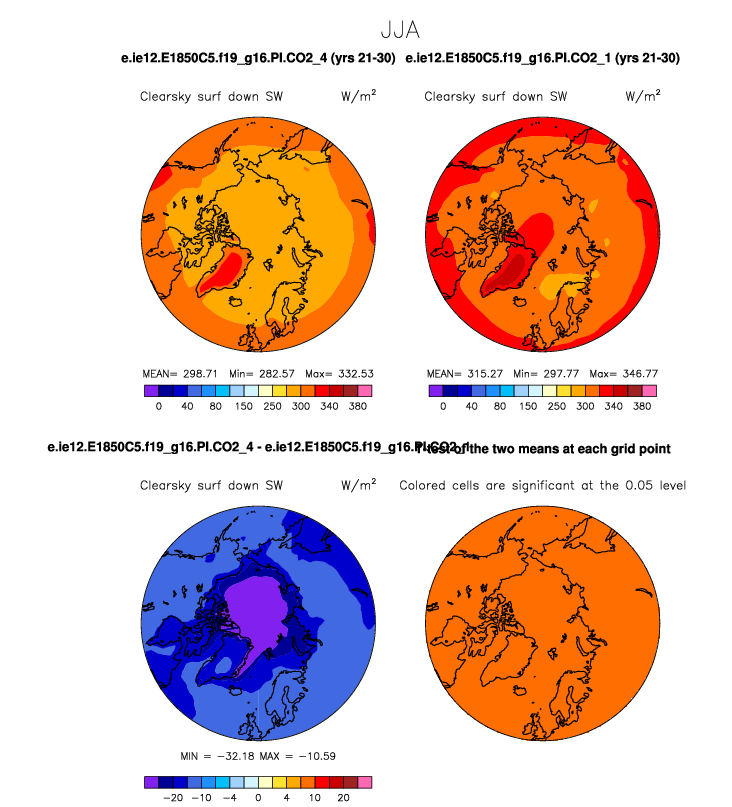 JJA
e.ie12.E1850C5.f19_g16.PI.CO2_4 (yrs 21-30) e.ie12.E1850C5.f19_g16.PI.CO2_1 (yrs 21-30)
Clearsky surf down SW W/m²
Clearsky surf down SW W/m²
MEAN= 298.71 Min= 282.57 Max= 332.53
MEAN= 315.27 Min= 297.77 Max= 346.77
0 40 80 150 250 300 340 380
0 40 80 150 250 300 340 380
e.ie12.E1850C5.f19_g16.PI.CO2_4 - e.ie12.E1850C5.f19_g16.PI.CO2_1
T-test of the two means at each grid point
Clearsky surf down SW W/m²
Colored cells are significant at the 0.05 level
MIN = −32.18 MAX = −10.59
−20 −10 −4 0 4 10 20